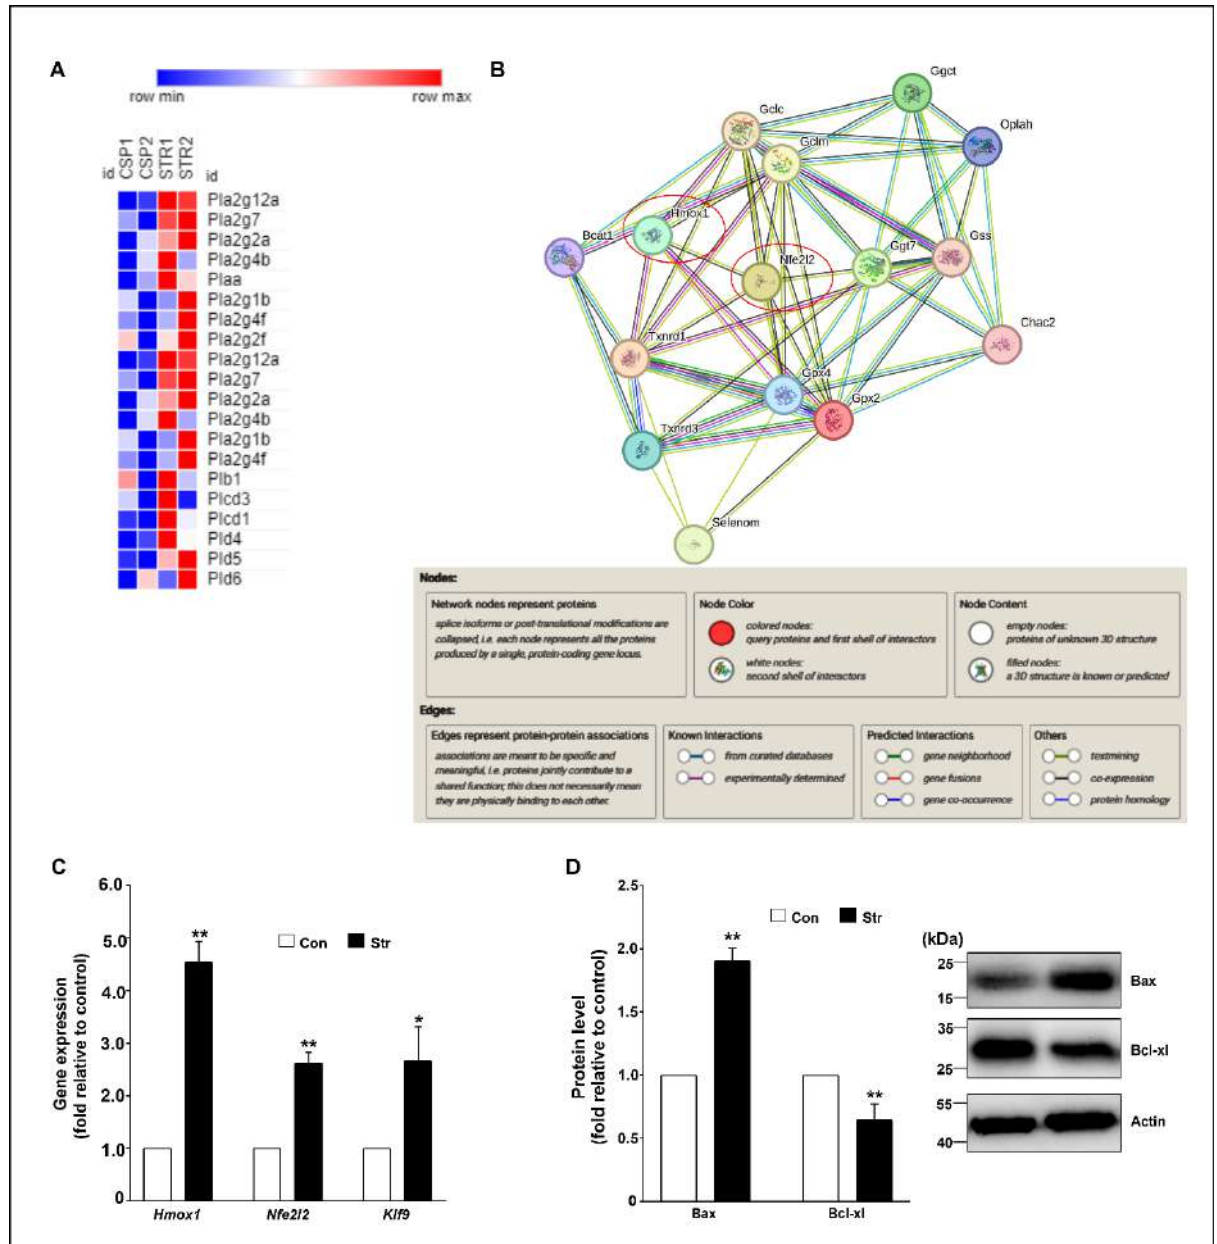 A
row min
row max
id
CSP1
CSP2
STR1
STR2
id
Pla2g12a
Pla2g7
Pla2g2a
Pla2g4b
Plaa
Pla2g1b
Pla2g4f
Pla2g2f
Pla2g12a
Pla2g7
Pla2g2a
Pla2g4b
Pla2g1b
Pla2g4f
Plb1
Plcd3
Plcd1
Pld4
Pld5
Pld6
B
Ggct
Gclc
Oplah
Gclm
Hmox1
Bcat1
Nfe2l2
Ggt7
Gss
Chac2
Txnrd1
Gpx4
Gpx2
Txnrd3
Selenom
Nodes:
Network nodes represent proteins
splice isoforms or post-translational modifications are
collapsed, i.e. each node represents all the proteins
produced by a single, protein-coding gene locus.
Node Color
colored nodes:
query proteins and first shell of interactors
white nodes:
second shell of interactors
Node Content
empty nodes:
proteins of unknown 3D structure
filled nodes:
a 3D structure is known or predicted
Edges:
Edges represent protein-protein associations
associations are meant to be specific and
meaningful, i.e. proteins jointly contribute to a
shared function; this does not necessarily mean
they are physically binding to each other.
Known Interactions
from curated databases
experimentally determined
Predicted Interactions
gene neighborhood
gene fusions
gene co-occurrence
Others
textmining
co-expression
protein homology
C
Gene expression
(fold relative to control)
6.0
5.0
4.0
3.0
2.0
1.0
0
Con
Str
**
**
*
Hmox1
Nfe2l2
Klf9
D
Protein level
(fold relative to control)
2.5
2.0
1.5
1.0
0.5
0
Con
Str
**
**
Bax
Bcl-xl
(kDa)
25
15
Bax
35
25
Bcl-xl
55
40
Actin